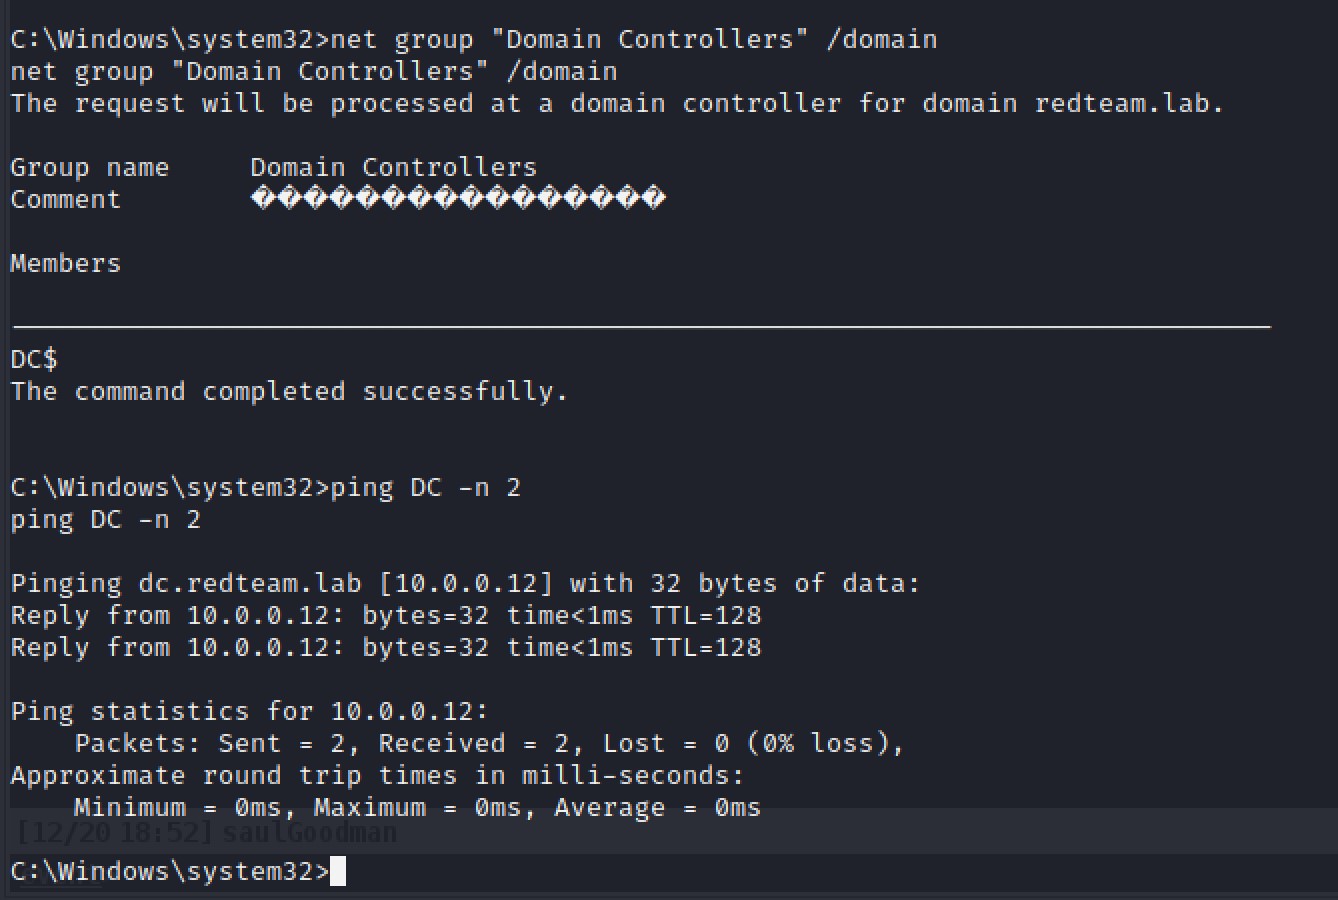 C:\Windows\system32>net group "Domain Controllers" /domain
net group "Domain Controllers" /domain
The request will be processed at a domain controller for domain redteam.lab.
Group name     Domain Controllers
Comment        ����������������
Members
DC$
The command completed successfully.
C:\Windows\system32>ping DC -n 2
ping DC -n 2
Pinging dc.redteam.lab [10.0.0.12] with 32 bytes of data:
Reply from 10.0.0.12: bytes=32 time<1ms TTL=128
Reply from 10.0.0.12: bytes=32 time<1ms TTL=128
Ping statistics for 10.0.0.12:
    Packets: Sent = 2, Received = 2, Lost = 0 (0% loss),
Approximate round trip times in milli-seconds:
    Minimum = 0ms, Maximum = 0ms, Average = 0ms
[12/20 18:52] saulGoodman
C:\Windows\system32>